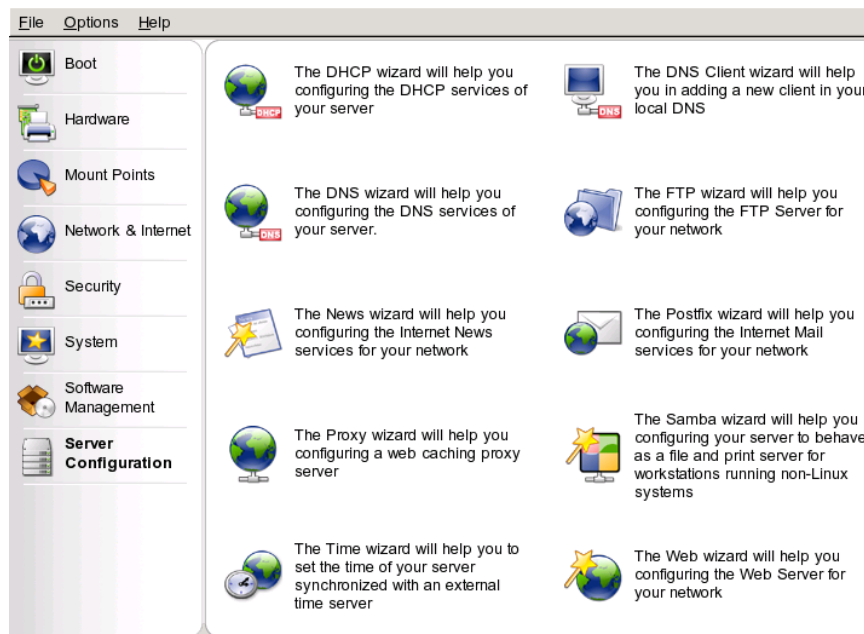 File Options Help
Boot
Hardware
Mount Points
Network & Internet
Security
System
Software
Management
Server
Configuration
The DHCP wizard will help you
configuring the DHCP services of
your server
DHCP
The DNS Client wizard will help
you in adding a new client in your
local DNS
DNS
The DNS wizard will help you
configuring the DNS services of
your server.
DNS
The FTP wizard will help you
configuring the FTP Server for
your network
The News wizard will help you
configuring the Internet News
services for your network
The Postfix wizard will help you
configuring the Internet Mail
services for your network
The Proxy wizard will help you
configuring a web caching proxy
server
The Samba wizard will help you
configuring your server to behave
as a file and print server for
workstations running non-Linux
systems
The Time wizard will help you to
set the time of your server
synchronized with an external
time server
The Web wizard will help you
configuring the Web Server for
your network